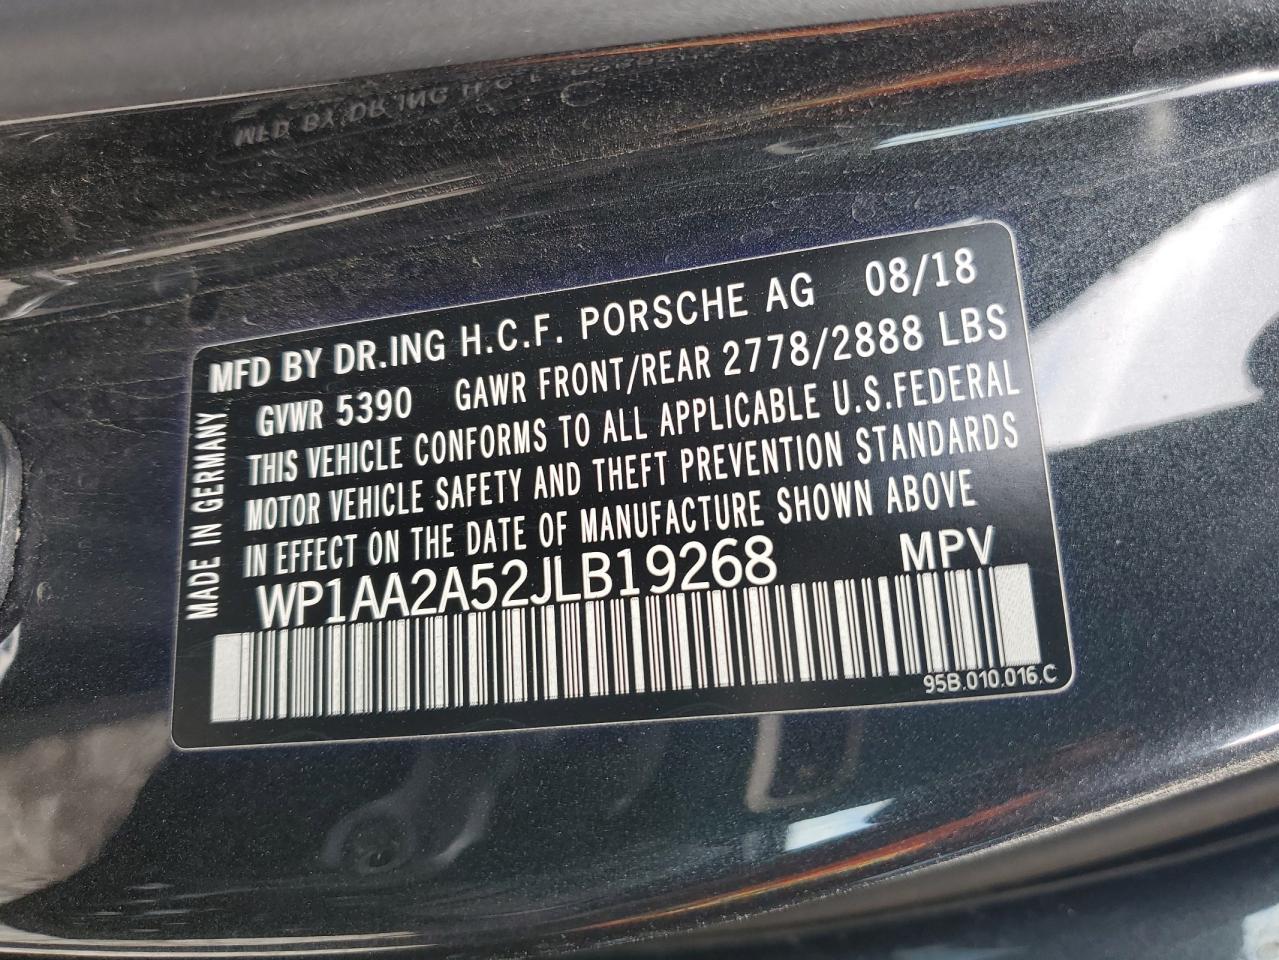 MFD BY DR.ING H.C.F. PORSCHE AG 08/18
GVWR 5390 GAWR FRONT/REAR 2778/2888 LBS
THIS VEHICLE CONFORMS TO ALL APPLICABLE U.S.FEDERAL
MOTOR VEHICLE SAFETY AND THEFT PREVENTION STANDARDS
IN EFFECT ON THE DATE OF MANUFACTURE SHOWN ABOVE
WP1AA2A52JLB19268 MPV
95B.010.016.C
MADE IN GERMANY